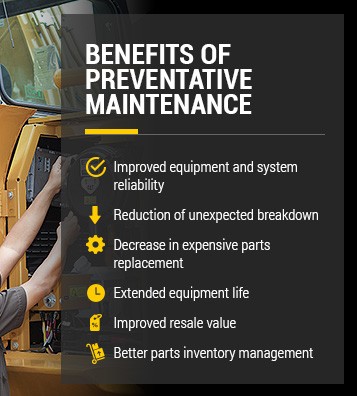 BENEFITS OF
PREVENTATIVE
MAINTENANCE
Improved equipment and system
reliability
Reduction of unexpected breakdown
Decrease in expensive parts
replacement
Extended equipment life
%
Improved resale value
Better parts inventory management